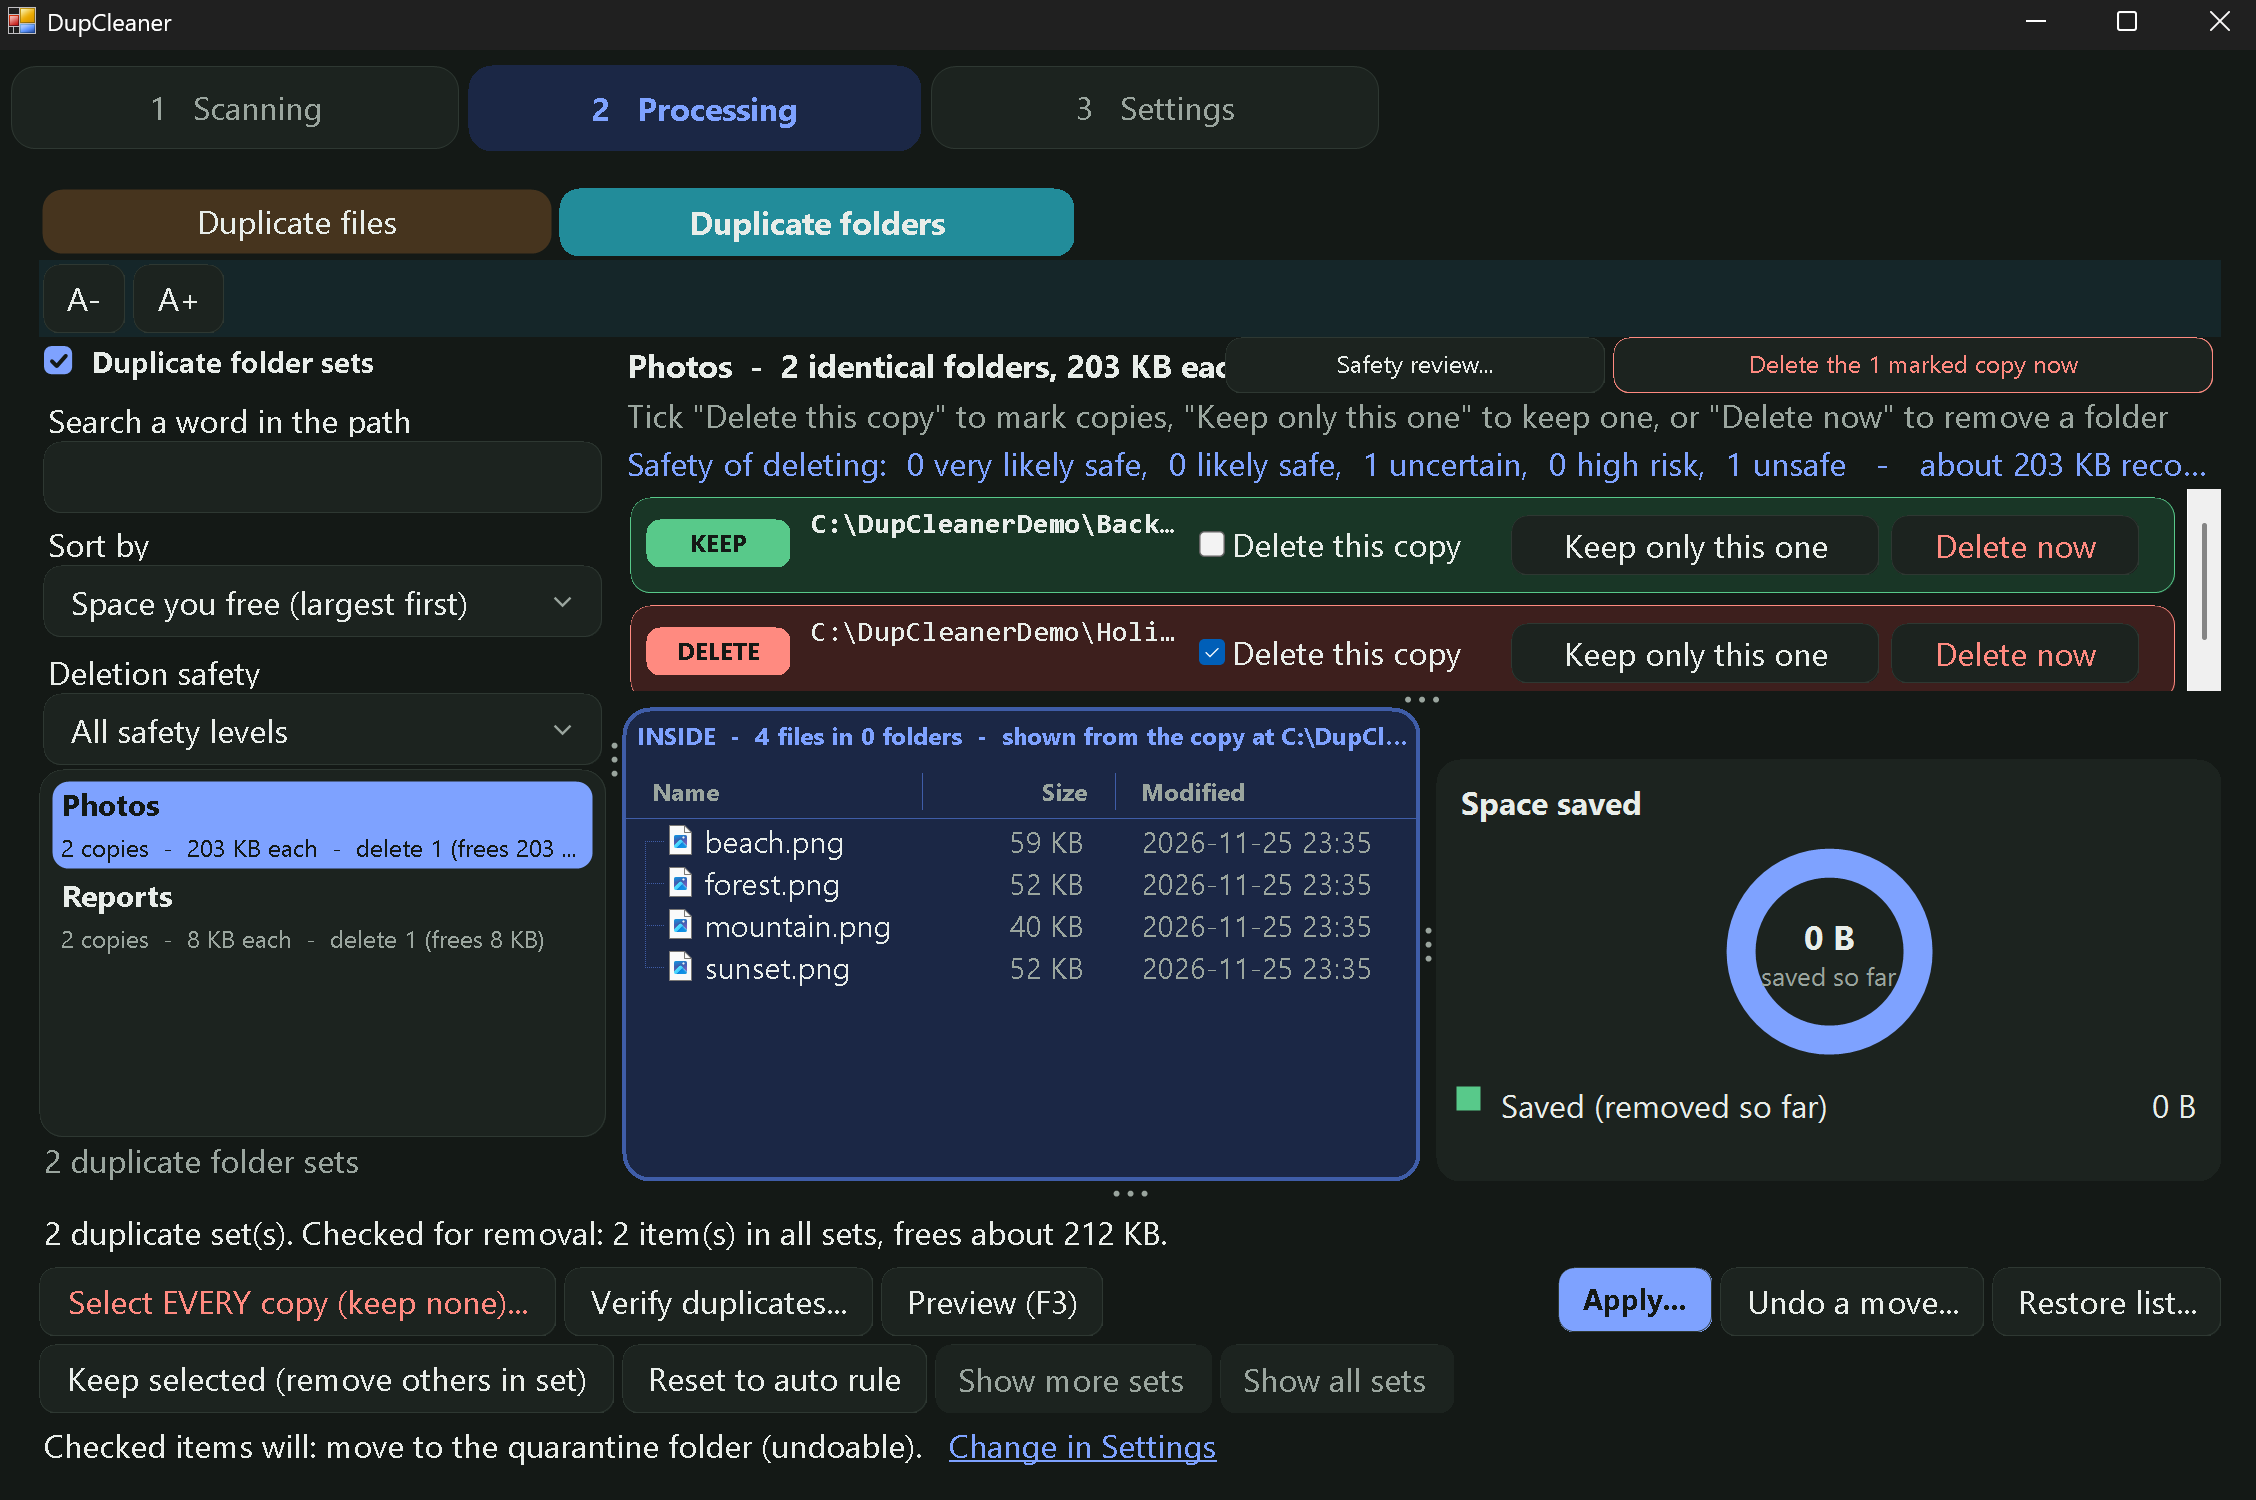 DupCleaner
1 Scanning
2 Processing
3 Settings
Duplicate files
Duplicate folders
A-
A+
Duplicate folder sets
Search a word in the path
Sort by
Space you free (largest first)
Deletion safety
All safety levels
Photos
2 copies - 203 KB each - delete 1 (frees 203 ...
Reports
2 copies - 8 KB each - delete 1 (frees 8 KB)
2 duplicate folder sets
Photos - 2 identical folders, 203 KB eac
Safety review...
Delete the 1 marked copy now
Tick "Delete this copy" to mark copies, "Keep only this one" to keep one, or "Delete now" to remove a folder
Safety of deleting: 0 very likely safe, 0 likely safe, 1 uncertain, 0 high risk, 1 unsafe - about 203 KB reco...
KEEP
C:\DupCleanerDemo\Back...
Delete this copy
Keep only this one
Delete now
DELETE
C:\DupCleanerDemo\Holi...
Delete this copy
Keep only this one
Delete now
INSIDE - 4 files in 0 folders - shown from the copy at C:\DupCl...
Name Size Modified
beach.png 59 KB 2026-11-25 23:35
forest.png 52 KB 2026-11-25 23:35
mountain.png 40 KB 2026-11-25 23:35
sunset.png 52 KB 2026-11-25 23:35
Space saved
0 B
saved so far
Saved (removed so far) 0 B
2 duplicate set(s). Checked for removal: 2 item(s) in all sets, frees about 212 KB.
Select EVERY copy (keep none)...
Verify duplicates...
Preview (F3)
Apply...
Undo a move...
Restore list...
Keep selected (remove others in set)
Reset to auto rule
Show more sets
Show all sets
Checked items will: move to the quarantine folder (undoable). Change in Settings